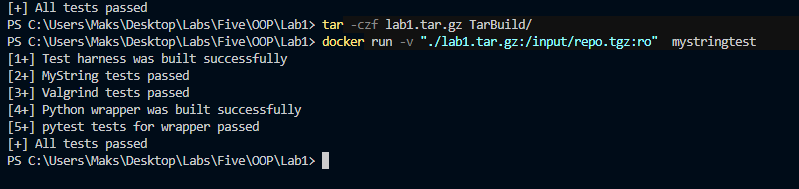 [+] All tests passed
PS C:\Users\Maks\Desktop\Labs\Five\OOP\Lab1> tar -czf lab1.tar.gz TarBuild/
PS C:\Users\Maks\Desktop\Labs\Five\OOP\Lab1> docker run -v "./lab1.tar.gz:/input/repo.tgz:ro"  mystringtest
[1+] Test harness was built successfully
[2+] MyString tests passed
[3+] Valgrind tests passed
[4+] Python wrapper was built successfully
[5+] pytest tests for wrapper passed
[+] All tests passed
PS C:\Users\Maks\Desktop\Labs\Five\OOP\Lab1>